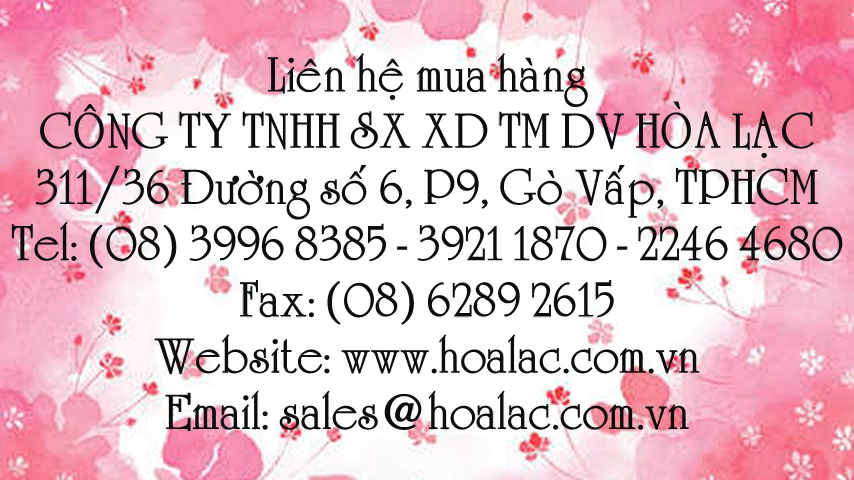 Liên hệ mua hàng
CÔNG TY TNHH SX XD TM DV HÒA LẠC
311/36 Đường số 6, P9, Gò Vấp, TPHCM
Tel: (08) 3996 8385 - 3921 1870 - 2246 4680
Fax: (08) 6289 2615
Website: www.hoalac.com.vn
Email: sales@hoalac.com.vn